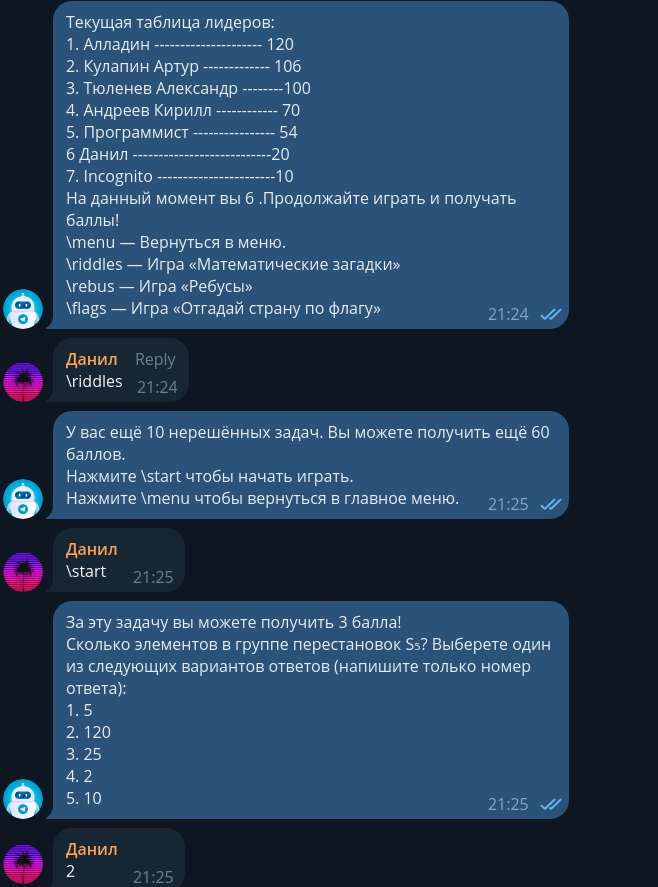 Текущая таблица лидеров:
1. Алладин --------------------- 120
2. Кулапин Артур ------------- 106
3. Тюленев Александр --------100
4. Андреев Кирилл ------------ 70
5. Программист ---------------- 54
6 Данил ---------------------------20
7. Incognito -----------------------10
На данный момент вы 6 .Продолжайте играть и получать
баллы!
\menu — Вернуться в меню.
\riddles — Игра «Математические загадки»
\rebus — Игра «Ребусы»
\flags — Игра «Отгадай страну по флагу»
21:24
Данил Reply
\riddles
21:24
У вас ещё 10 нерешённых задач. Вы можете получить ещё 60
баллов.
Нажмите \start чтобы начать играть.
Нажмите \menu чтобы вернуться в главное меню.
21:25
Данил
\start
21:25
За эту задачу вы можете получить 3 балла!
Сколько элементов в группе перестановок S₅? Выберете один
из следующих вариантов ответов (напишите только номер
ответа):
1. 5
2. 120
3. 25
4. 2
5. 10
21:25
Данил
2
21:25